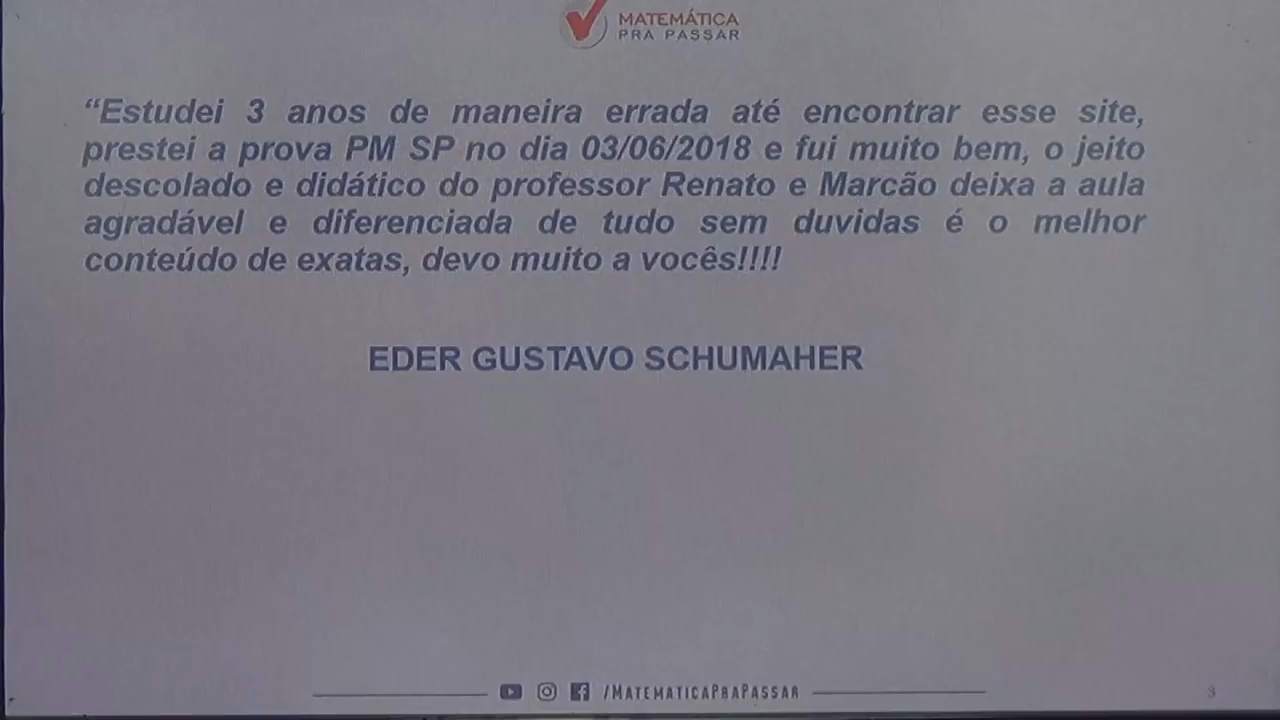 MATEMÁTICA
PRA PASSAR
“Estudei 3 anos de maneira errada até encontrar esse site,
prestei a prova PM SP no dia 03/06/2018 e fui muito bem, o jeito
descolado e didático do professor Renato e Marcão deixa a aula
agradável e diferenciada de tudo sem duvidas é o melhor
conteúdo de exatas, devo muito a vocês!!!!
EDER GUSTAVO SCHUMAHER
/MATEMATICAPRAPASSAR
3